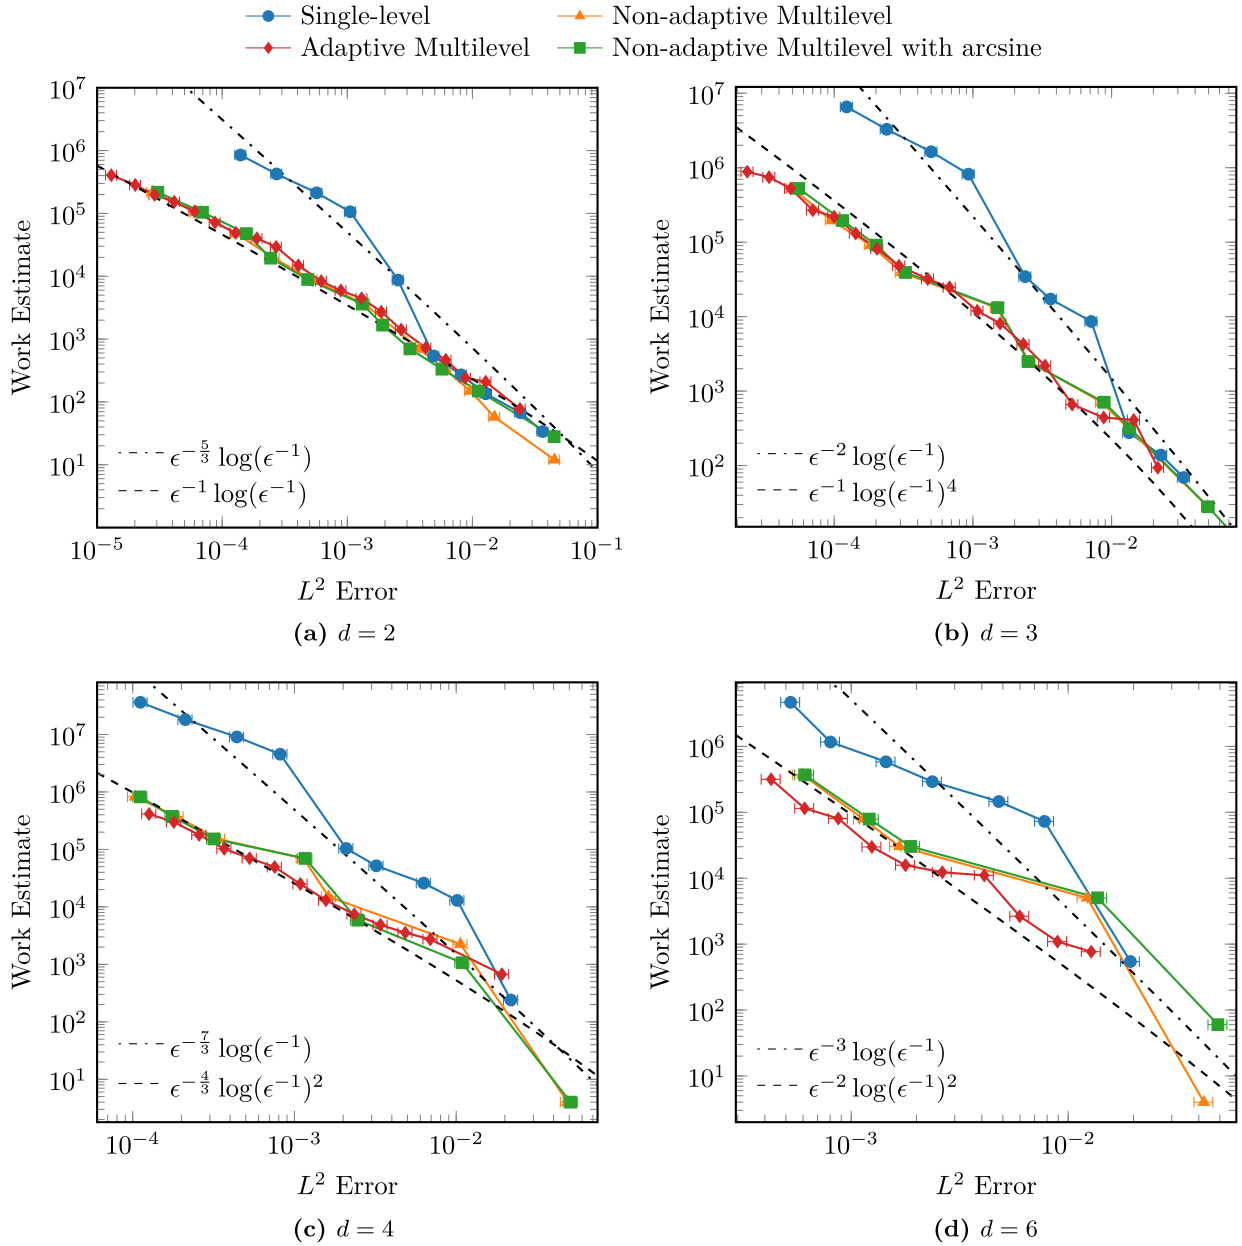 Single-level
Non-adaptive Multilevel
Adaptive Multilevel
Non-adaptive Multilevel with arcsine
10^7
10^6
10^5
10^4
10^3
10^2
10^1
Work Estimate
ϵ^{-5/3} log(ϵ^{-1})
ϵ^{-1} log(ϵ^{-1})
10^{-5} 10^{-4} 10^{-3} 10^{-2} 10^{-1}
L^2 Error
(a) d = 2
10^7
10^6
10^5
10^4
10^3
10^2
Work Estimate
ϵ^{-2} log(ϵ^{-1})
ϵ^{-1} log(ϵ^{-1})^4
10^{-4} 10^{-3} 10^{-2}
L^2 Error
(b) d = 3
10^7
10^6
10^5
10^4
10^3
10^2
10^1
Work Estimate
ϵ^{-7/3} log(ϵ^{-1})
ϵ^{-4/3} log(ϵ^{-1})^2
10^{-4} 10^{-3} 10^{-2}
L^2 Error
(c) d = 4
10^6
10^5
10^4
10^3
10^2
10^1
Work Estimate
ϵ^{-3} log(ϵ^{-1})
ϵ^{-2} log(ϵ^{-1})^2
10^{-3} 10^{-2}
L^2 Error
(d) d = 6